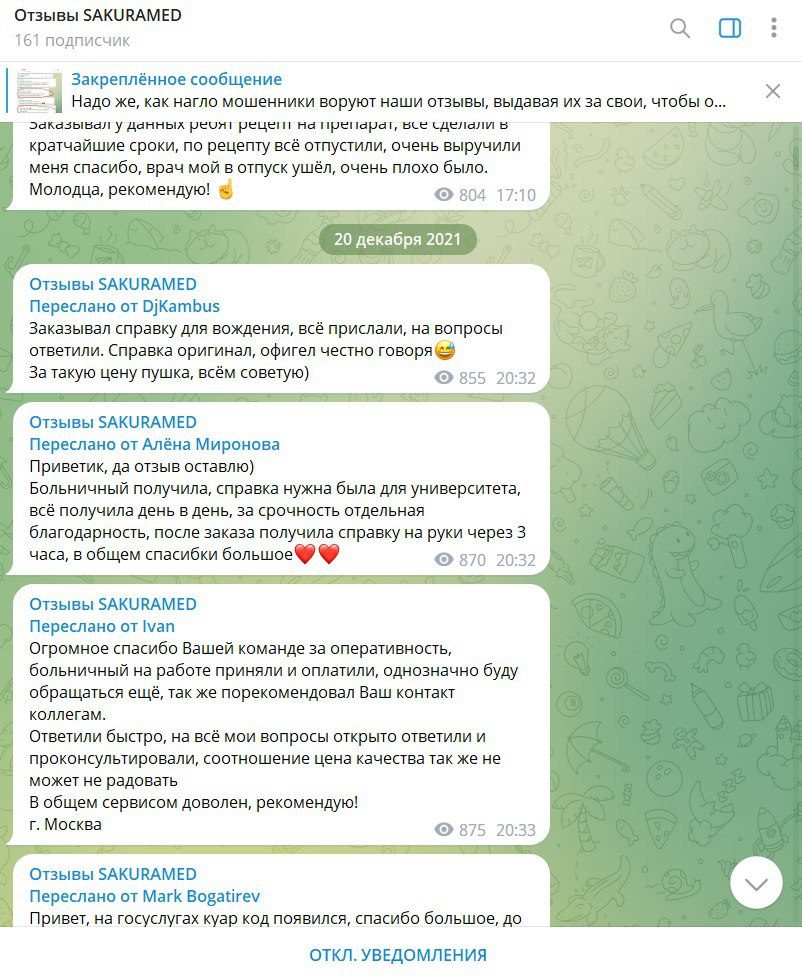 Отзывы SAKURAMED
161 подписчик
Закреплённое сообщение
Надо же, как нагло мошенники воруют наши отзывы, выдавая их за свои, чтобы о...
Заказывал у данных ребят рецепт на препарат, всё сделали в
кратчайшие сроки, по рецепту всё отпустили, очень выручили
меня спасибо, врач мой в отпуск ушёл, очень плохо было.
Молодца, рекомендую! ☝️
804 17:10
20 декабря 2021
Отзывы SAKURAMED
Переслано от DjKambus
Заказывал справку для вождения, всё прислали, на вопросы
ответили. Справка оригинал, офигел честно говоря😅
За такую цену пушка, всём советую)
855 20:32
Отзывы SAKURAMED
Переслано от Алёна Миронова
Приветик, да отзыв оставлю)
Больничный получила, справка нужна была для университета,
всё получила день в день, за срочность отдельная
благодарность, после заказа получила справку на руки через 3
часа, в общем спасибки большое❤️❤️
870 20:32
Отзывы SAKURAMED
Переслано от Ivan
Огромное спасибо Вашей команде за оперативность,
больничный на работе приняли и оплатили, однозначно буду
обращаться ещё, так же порекомендовал Ваш контакт
коллегам.
Ответили быстро, на всё мои вопросы открыто ответили и
проконсультировали, соотношение цена качества так же не
может не радовать
В общем сервисом доволен, рекомендую!
г. Москва
875 20:33
Отзывы SAKURAMED
Переслано от Mark Bogatirev
Привет, на госуслугах куар код появился, спасибо большое, до
ОТКЛ. УВЕДОМЛЕНИЯ